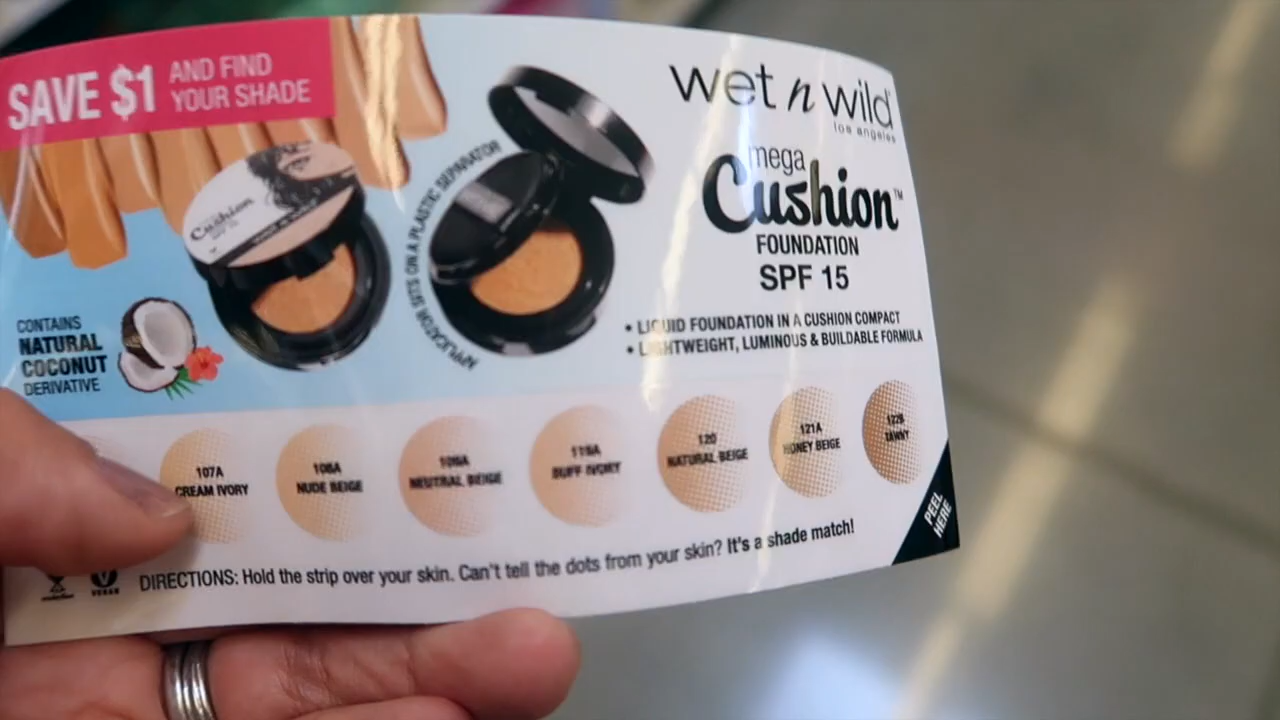 SAVE $1
AND FIND
YOUR SHADE
wet n wild
los angeles
mega
Cushion™
FOUNDATION
SPF 15
• LIQUID FOUNDATION IN A CUSHION COMPACT
• LIGHTWEIGHT, LUMINOUS & BUILDABLE FORMULA
APPLICATOR SITS ON A PLASTIC SEPARATOR
Cushion
CONTAINS
NATURAL
COCONUT
DERIVATIVE
107A
CREAM IVORY
108A
NUDE BEIGE
109A
NEUTRAL BEIGE
BUFF IVORY
120
NATURAL BEIGE
121A
HONEY BEIGE
TAWNY
PEEL
HERE
DIRECTIONS: Hold the strip over your skin. Can't tell the dots from your skin? It's a shade match!
VEGAN